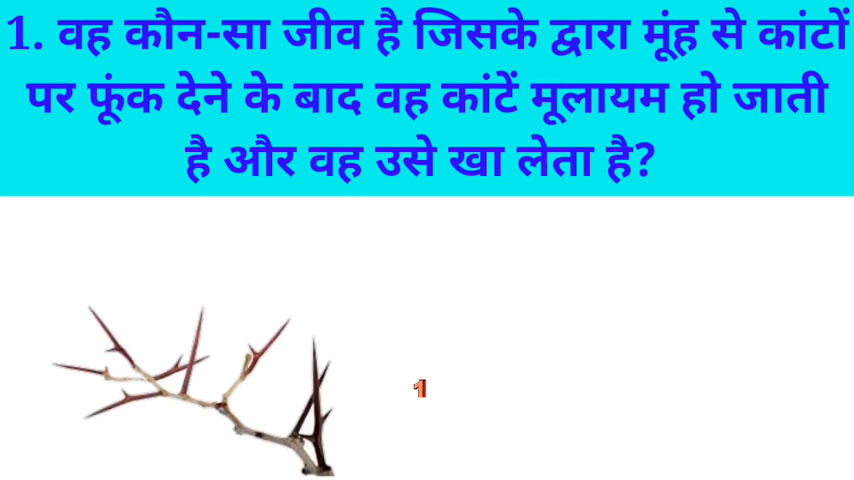 1. वह कौन-सा जीव है जिसके द्वारा मूंह से कांटों
पर फूंक देने के बाद वह कांटें मूलायम हो जाती
है और वह उसे खा लेता है?
1